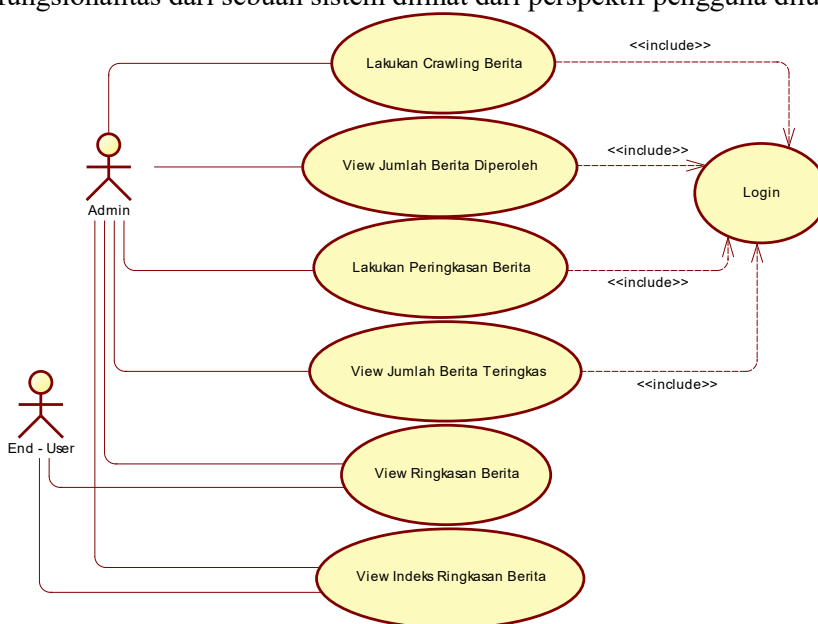 fungsionalitas dari sebuah sistem dilihat dari perspektif pengguna
<<include>>
Lakukan Crawling Berita
<<include>>
View Jumlah Berita Diperoleh
Login
Admin
Lakukan Peringkasan Berita
<<include>>
View Jumlah Berita Teringkas
<<include>>
End - User
View Ringkasan Berita
View Indeks Ringkasan Berita